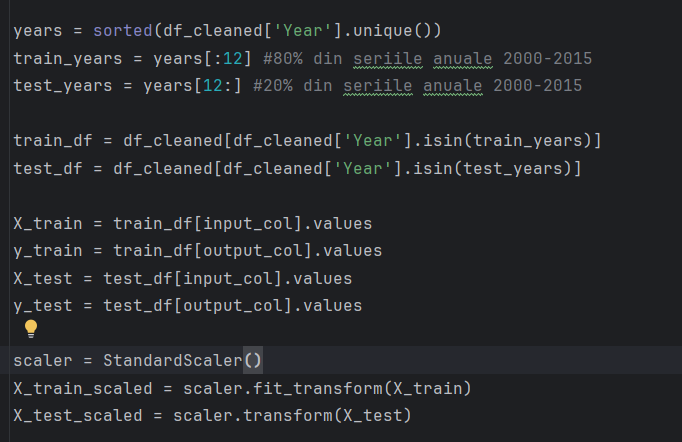 years = sorted(df_cleaned['Year'].unique())
train_years = years[:12] #80% din seriile anuale 2000-2015
test_years = years[12:] #20% din seriile anuale 2000-2015
train_df = df_cleaned[df_cleaned['Year'].isin(train_years)]
test_df = df_cleaned[df_cleaned['Year'].isin(test_years)]
X_train = train_df[input_col].values
y_train = train_df[output_col].values
X_test = test_df[input_col].values
y_test = test_df[output_col].values
scaler = StandardScaler()
X_train_scaled = scaler.fit_transform(X_train)
X_test_scaled = scaler.transform(X_test)